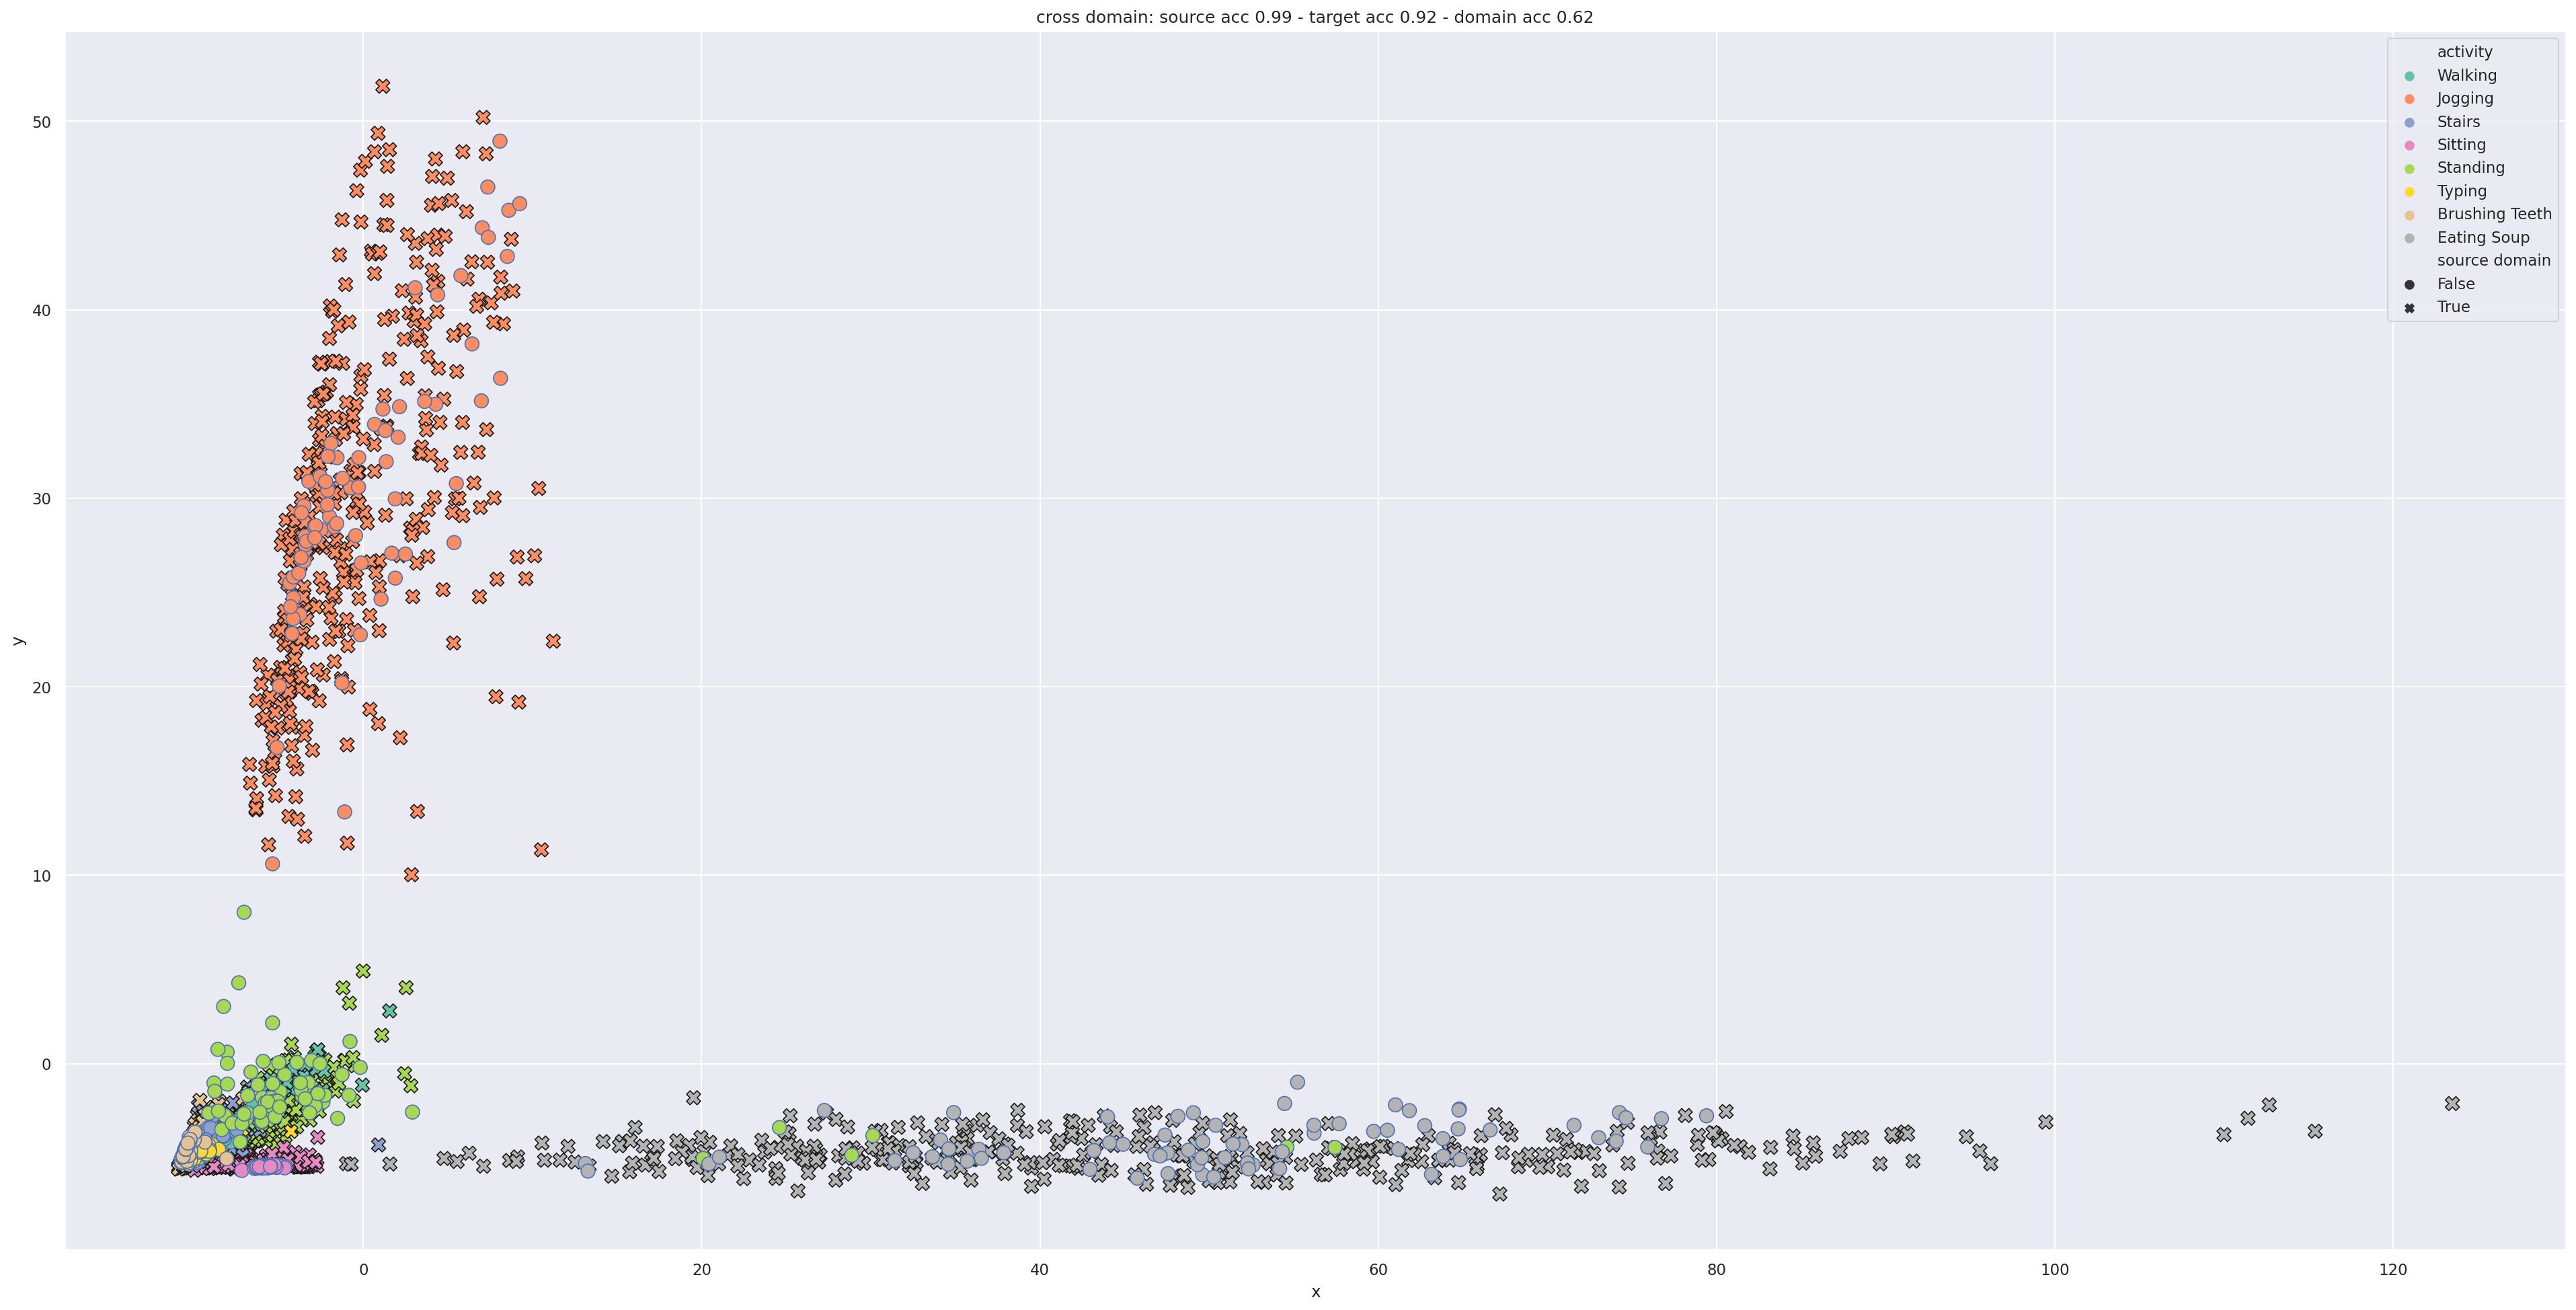 cross domain: source acc 0.99 - target acc 0.92 - domain acc 0.62
activity
Walking
Jogging
Stairs
Sitting
Standing
Typing
Brushing Teeth
Eating Soup
source domain
False
True
50
40
30
20
10
0
y
0
20
40
60
80
100
120
x